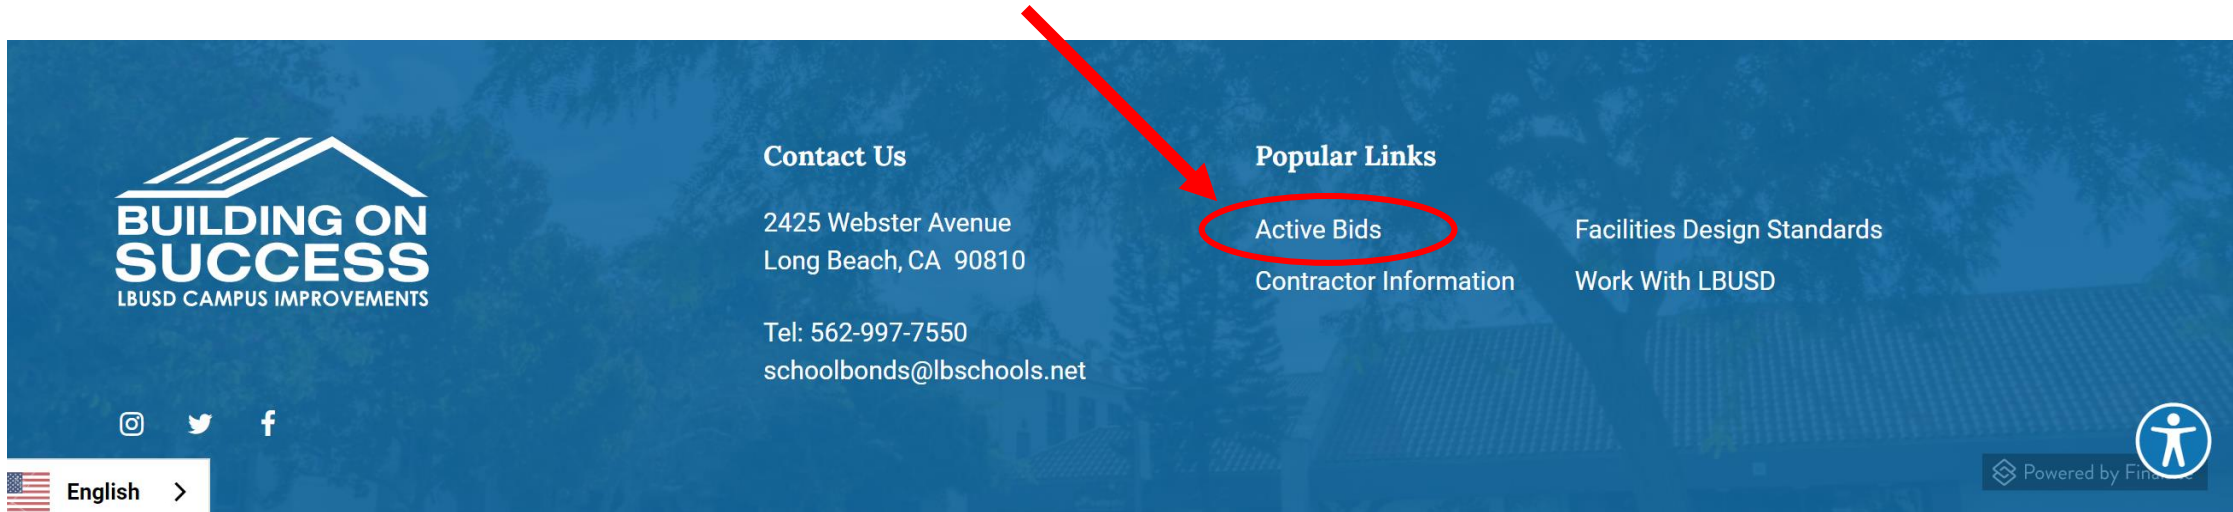 BUILDING ON
SUCCESS
LBUSD CAMPUS IMPROVEMENTS
Contact Us
2425 Webster Avenue
Long Beach, CA 90810
Tel: 562-997-7550
schoolbonds@lbschools.net
Popular Links
Active Bids
Contractor Information
Facilities Design Standards
Work With LBUSD
English
Powered by